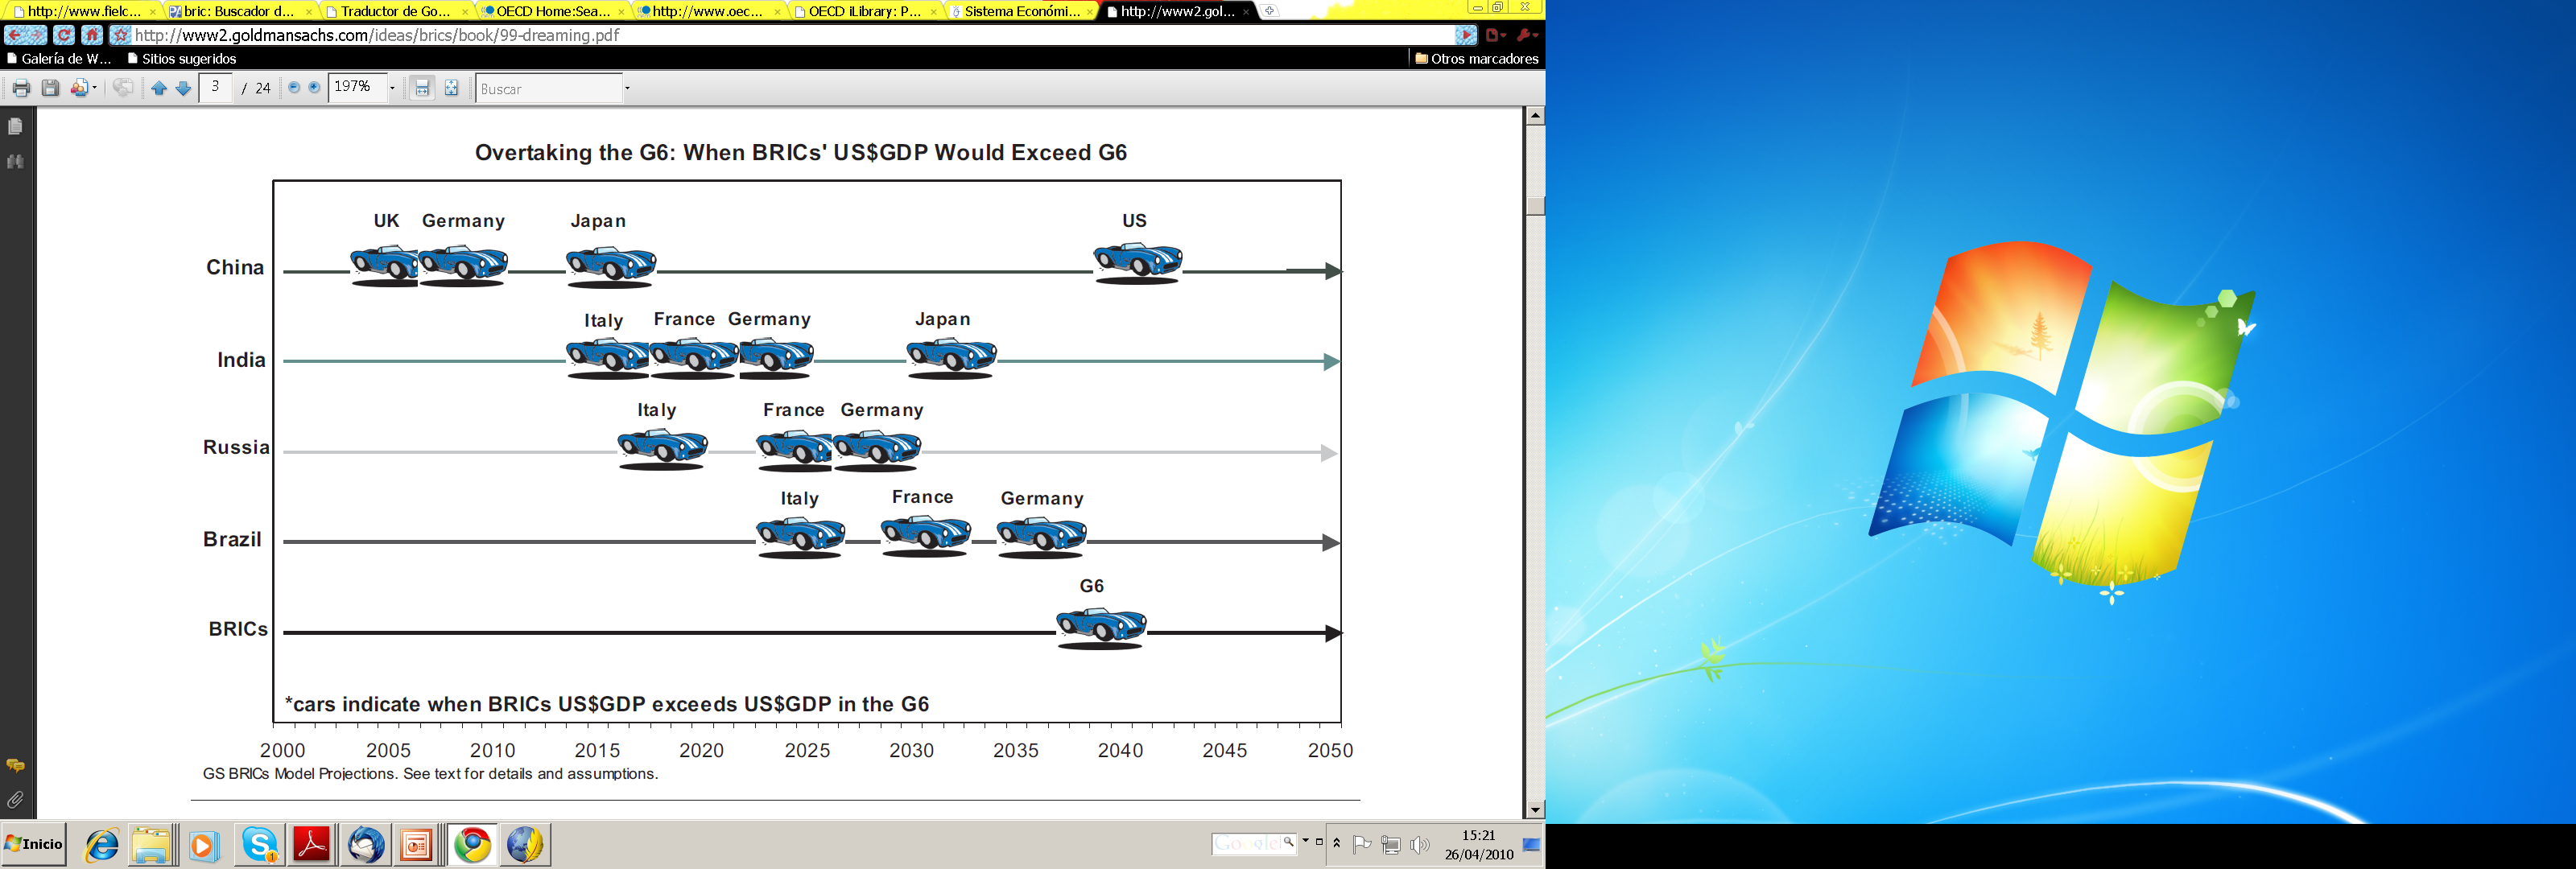 http://www.fielc...
bric: Buscador d...
Traductor de Go...
OECD Home:Sea...
http://www.oec...
OECD iLibrary: P...
Sistema Económi...
http://www2.gol...
http://www2.goldmansachs.com/ideas/brics/book/99-dreaming.pdf
Galería de W...
Sitios sugeridos
Otros marcadores
3 / 24
197%
Buscar
Overtaking the G6: When BRICs' US$GDP Would Exceed G6
UK Germany Japan US
China
Italy France Germany Japan
India
Italy France Germany
Russia
Italy France Germany
Brazil
G6
BRICs
*cars indicate when BRICs US$GDP exceeds US$GDP in the G6
2000 2005 2010 2015 2020 2025 2030 2035 2040 2045 2050
GS BRICs Model Projections. See text for details and assumptions.
Inicio
Google
15:21
26/04/2010